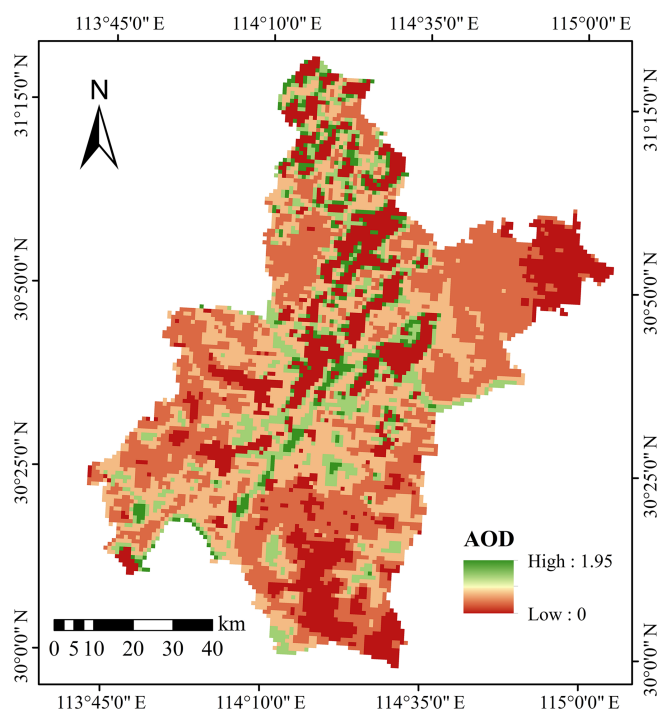 113°45'0" E 114°10'0" E 114°35'0" E 115°0'0" E
31°15'0" N 31°15'0" N
N
30°50'0" N 30°50'0" N
30°25'0" N 30°25'0" N
AOD
High : 1.95
Low : 0
km
0 5 10 20 30 40
30°0'0" N 30°0'0" N
113°45'0" E 114°10'0" E 114°35'0" E 115°0'0" E